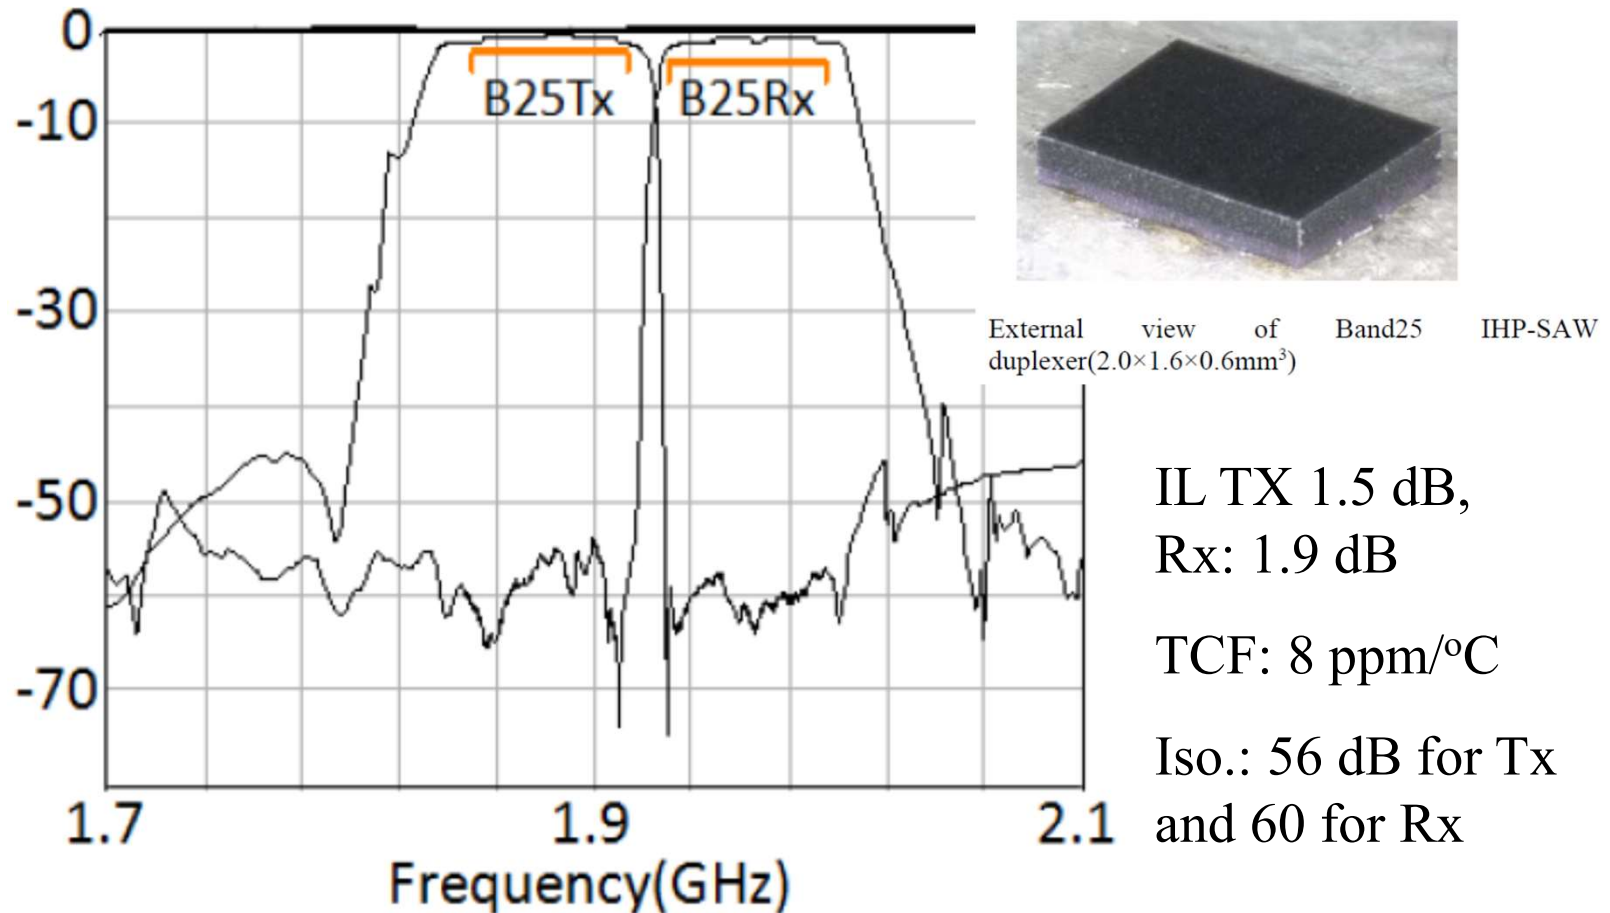 0
-10
-30
-50
-70
B25Tx
B25Rx
1.7
1.9
2.1
Frequency(GHz)
External view of Band25 IHP-SAW
duplexer(2.0×1.6×0.6mm³)
IL TX 1.5 dB,
Rx: 1.9 dB
TCF: 8 ppm/ºC
Iso.: 56 dB for Tx
and 60 for Rx